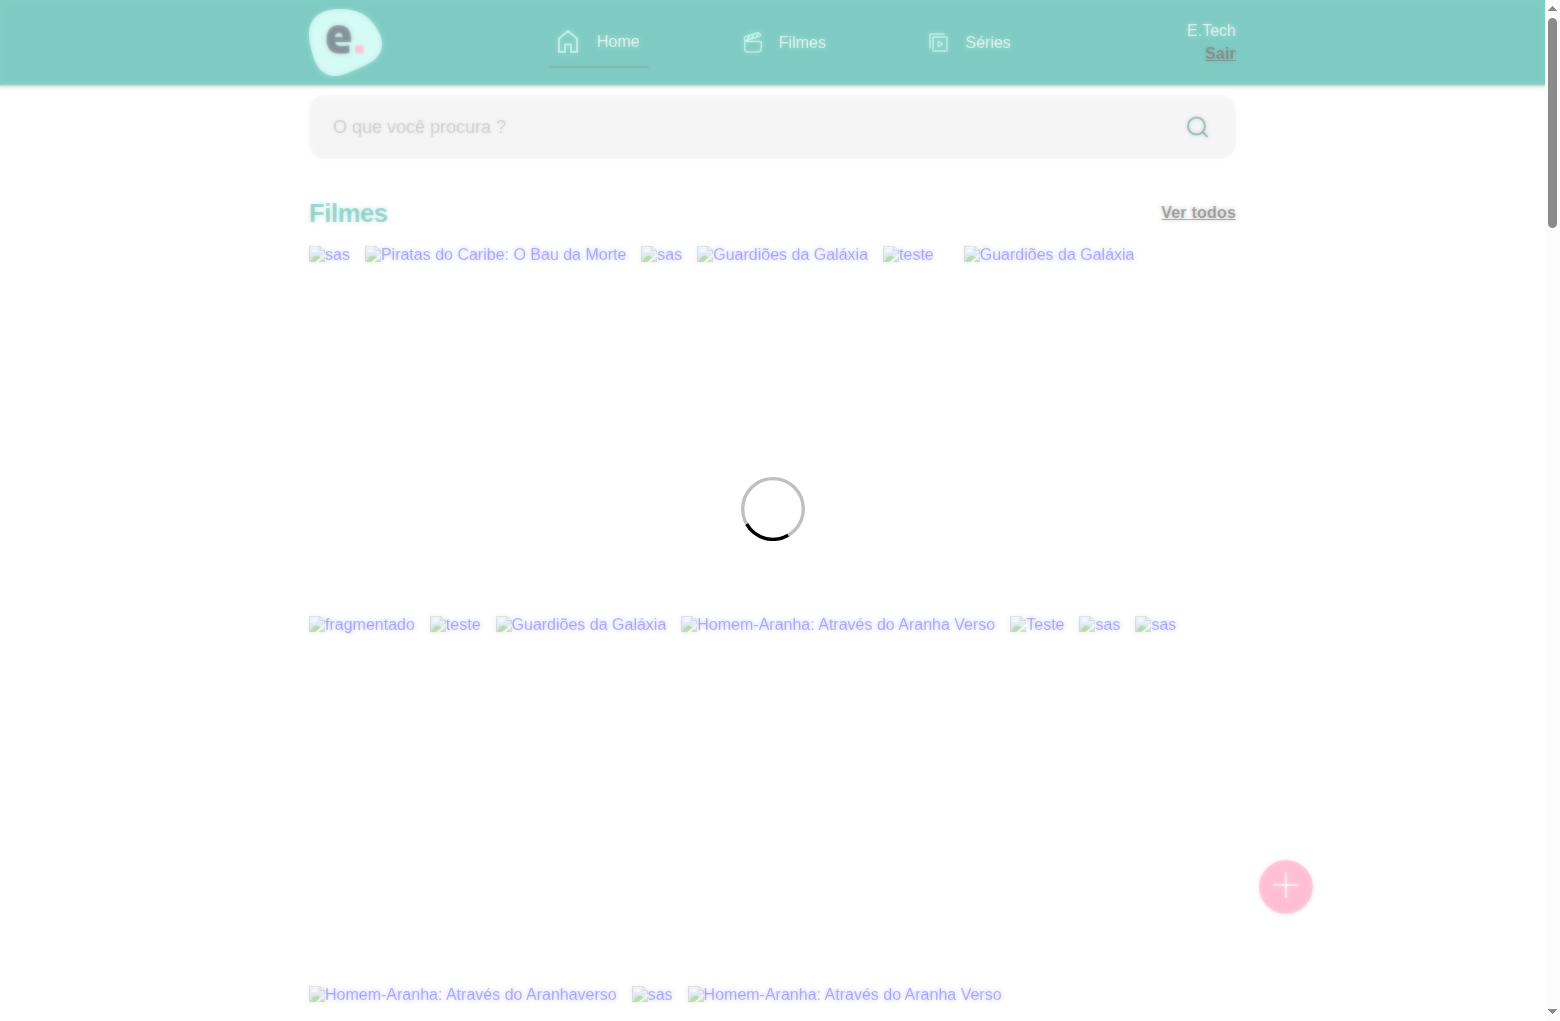 e.
Home
Filmes
Séries
E.Tech
Sair
O que você procura ?
Filmes
Ver todos
sas Piratas do Caribe: O Bau da Morte sas Guardiões da Galáxia teste Guardiões da Galáxia
fragmentado teste Guardiões da Galáxia Homem-Aranha: Através do Aranha Verso Teste sas sas
Homem-Aranha: Através do Aranhaverso sas Homem-Aranha: Através do Aranha Verso